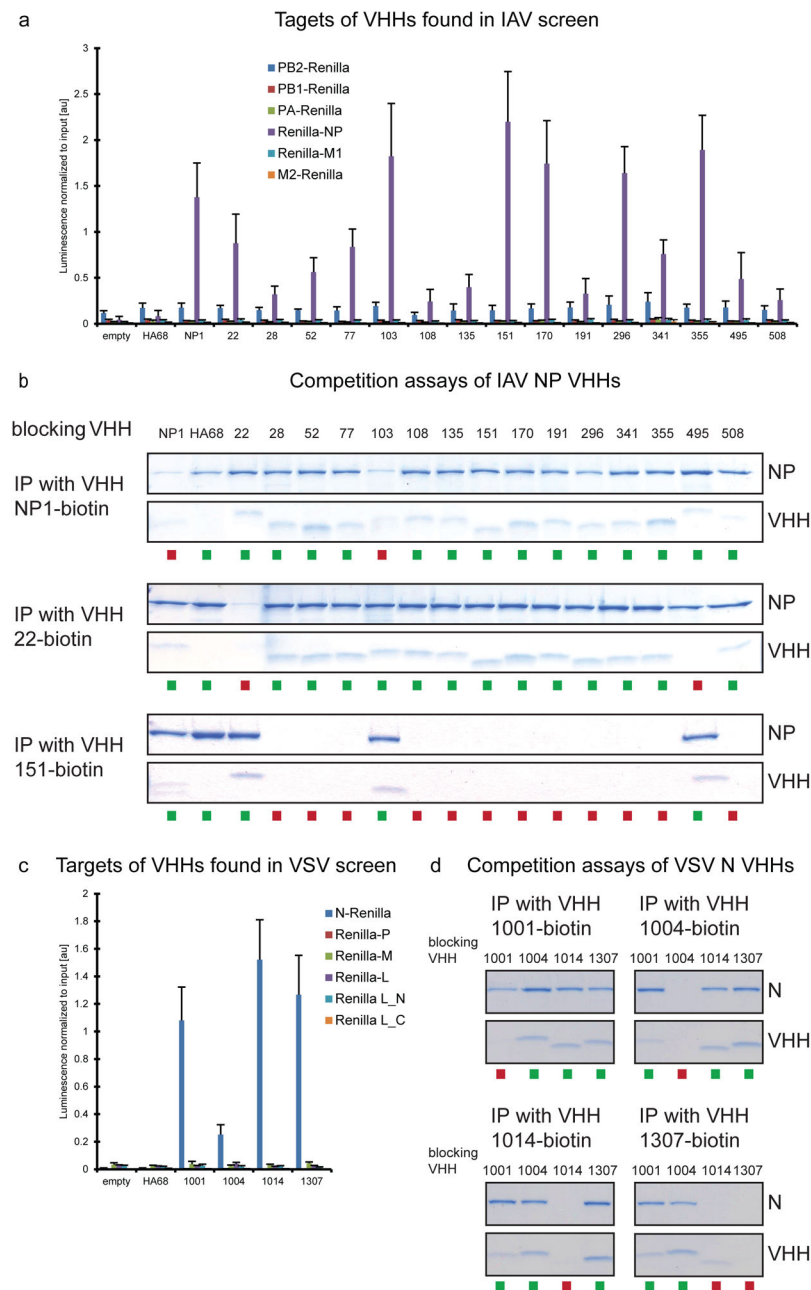 a Tagets of VHHs found in IAV screen
PB2-Renilla
PB1-Renilla
PA-Renilla
Renilla-NP
Renilla-M1
M2-Renilla
Luminescence normalized to input [au]
3
2.5
2
1.5
1
0.5
0
empty HA68 NP1 22 28 52 77 103 108 135 151 170 191 296 341 355 495 508
b Competition assays of IAV NP VHHs
blocking VHH NP1 HA68 22 28 52 77 103 108 135 151 170 191 296 341 355 495 508
IP with VHH
NP1-biotin
NP
VHH
IP with VHH
22-biotin
NP
VHH
IP with VHH
151-biotin
NP
VHH
c Targets of VHHs found in VSV screen
N-Renilla
Renilla-P
Renilla-M
Renilla-L
Renilla L_N
Renilla L_C
Luminescence normalized to input [au]
2
1.8
1.6
1.4
1.2
1
0.8
0.6
0.4
0.2
0
empty HA68 1001 1004 1014 1307
d Competition assays of VSV N VHHs
IP with VHH
1001-biotin
IP with VHH
1004-biotin
blocking
VHH
1001 1004 1014 1307
1001 1004 1014 1307
N
VHH
IP with VHH
1014-biotin
IP with VHH
1307-biotin
blocking
VHH
1001 1004 1014 1307
1001 1004 1014 1307
N
VHH